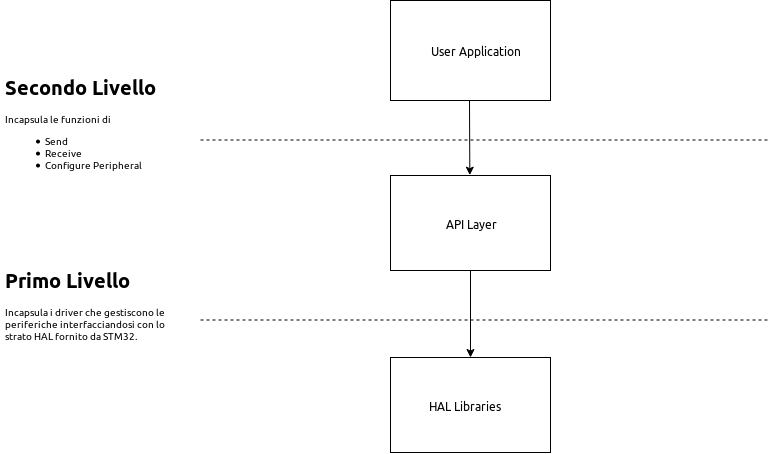 User Application
Secondo Livello
Incapsula le funzioni di
Send
Receive
Configure Peripheral
API Layer
Primo Livello
Incapsula i driver che gestiscono le
periferiche interfacciandosi con lo
strato HAL fornito da STM32.
HAL Libraries